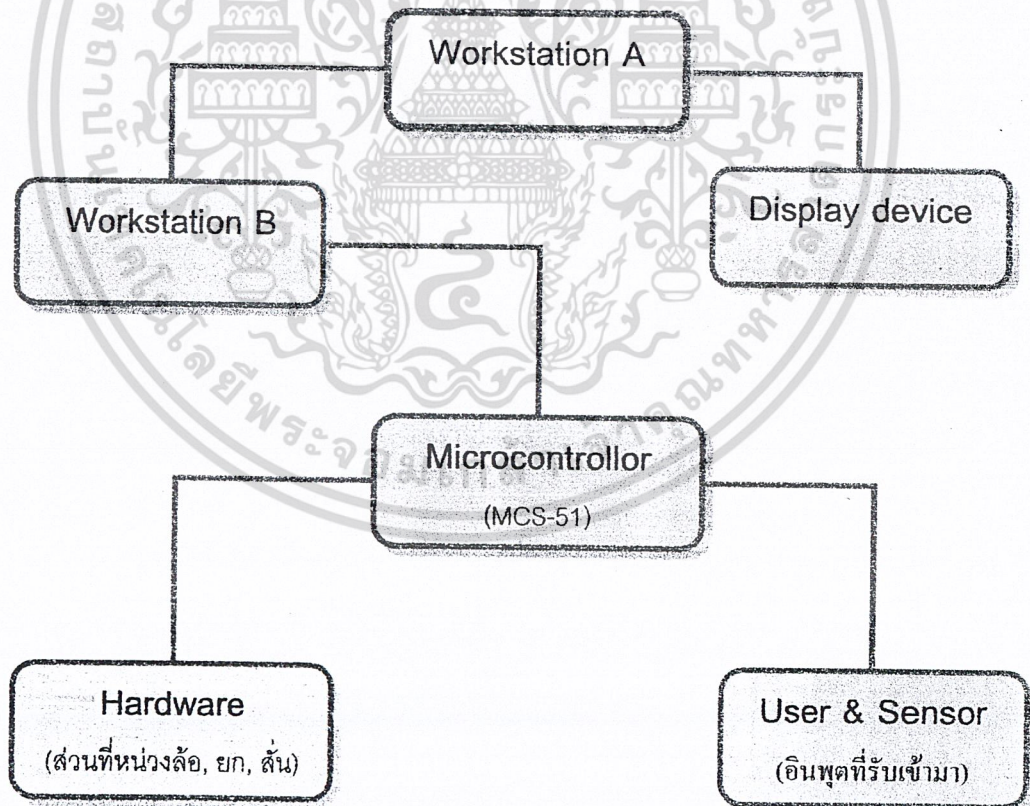 Workstation A
Workstation B
Display device
Microcontrollor
(MCS-51)
Hardware
(ส่วนที่หน่วงล้อ, ยก, สั่น)
User & Sensor
(อินพุตที่รับเข้ามา)